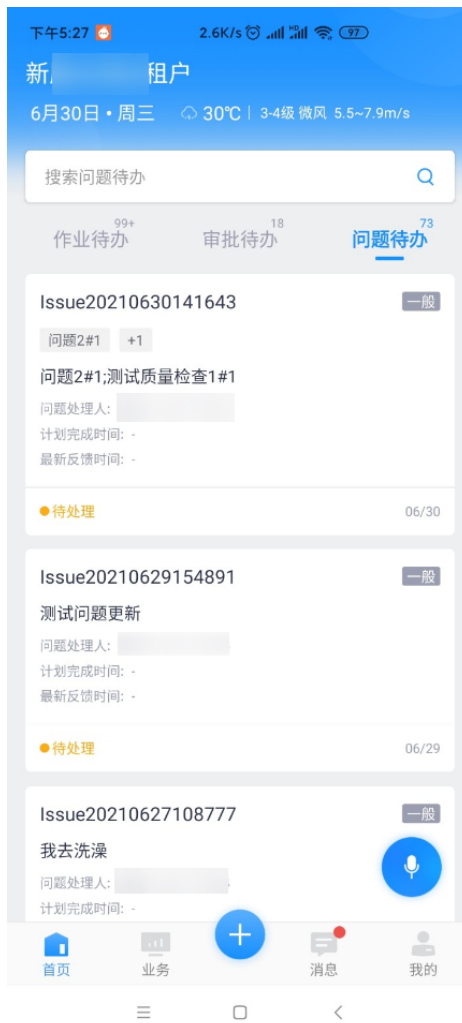 下午5:27 2.6K/s HD 97
新 租户
6月30日 • 周三 30℃ | 3-4级 微风 5.5~7.9m/s
搜索问题待办
作业待办 99+ 审批待办 18 问题待办 73
Issue20210630141643 一般
问题2#1 +1
问题2#1;测试质量检查1#1
问题处理人:
计划完成时间: -
最新反馈时间: -
待处理 06/30
Issue20210629154891 一般
测试问题更新
问题处理人:
计划完成时间: -
最新反馈时间: -
待处理 06/29
Issue20210627108777 一般
我去洗澡
问题处理人:
计划完成时间: -
首页 业务 消息 我的